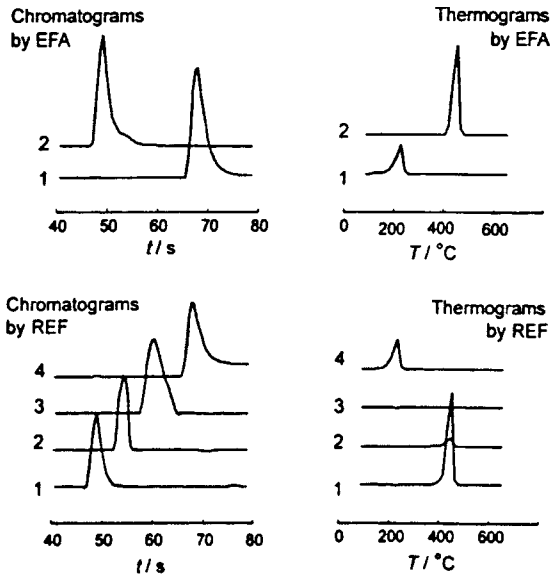 Chromatograms
by EFA
2
1
40 50 60 70 80
t / s
Thermograms
by EFA
2
1
0 200 400 600
T / °C
Chromatograms
by REF
4
3
2
1
40 50 60 70 80
t / s
Thermograms
by REF
4
3
2
1
0 200 400 600
T / °C